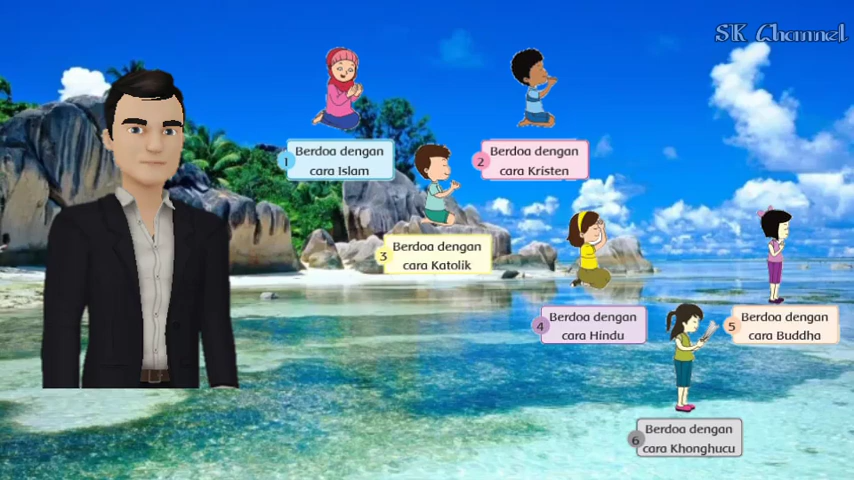 SK Channel
1
Berdoa dengan
cara Islam
2
Berdoa dengan
cara Kristen
3
Berdoa dengan
cara Katolik
4
Berdoa dengan
cara Hindu
5
Berdoa dengan
cara Buddha
6
Berdoa dengan
cara Khonghucu